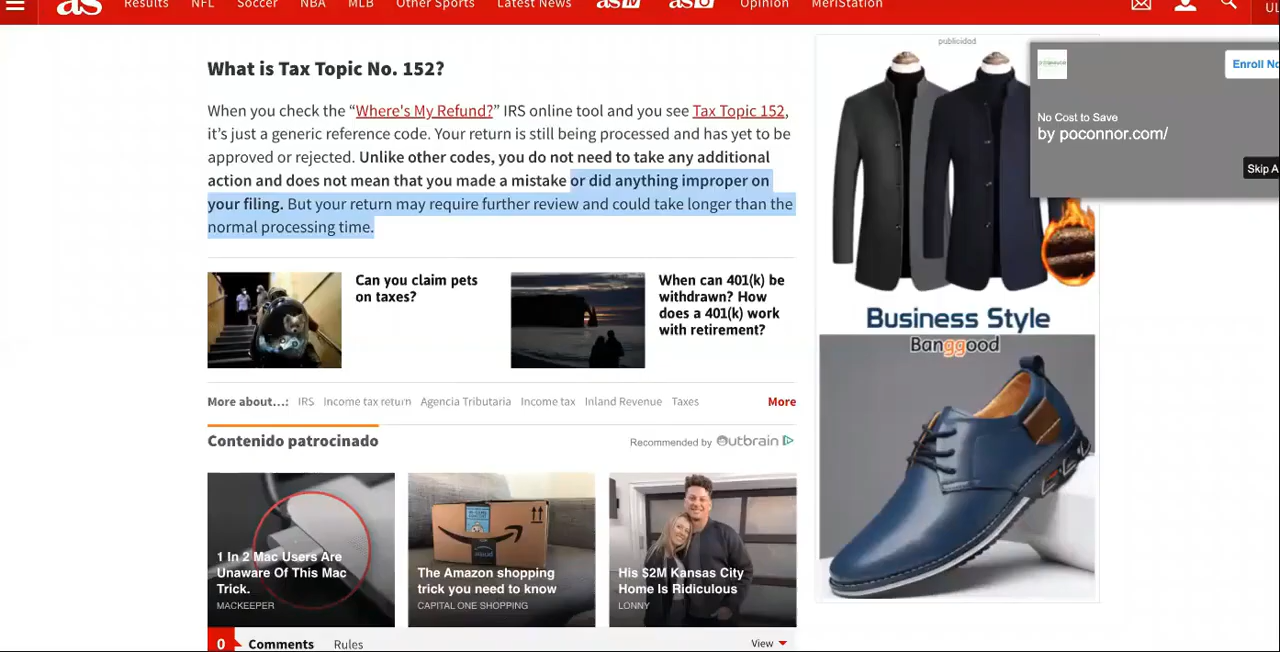 Results NFL Soccer NBA MLB Other Sports Latest News as tv as Opinion MeriStation
as
publicidad
What is Tax Topic No. 152?
When you check the “Where's My Refund?” IRS online tool and you see Tax Topic 152,
it’s just a generic reference code. Your return is still being processed and has yet to be
approved or rejected. Unlike other codes, you do not need to take any additional
action and does not mean that you made a mistake or did anything improper on
your filing. But your return may require further review and could take longer than the
normal processing time.
Can you claim pets
on taxes?
When can 401(k) be
withdrawn? How
does a 401(k) work
with retirement?
More about...: IRS Income tax return Agencia Tributaria Income tax Inland Revenue Taxes More
Contenido patrocinado
Recommended by Outbrain
1 In 2 Mac Users Are
Unaware Of This Mac
Trick.
MACKEEPER
The Amazon shopping
trick you need to know
CAPITAL ONE SHOPPING
His $2M Kansas City
Home Is Ridiculous
LONNY
0 Comments Rules View
Enroll No
No Cost to Save
by poconnor.com/
Skip A
Business Style
Banggood